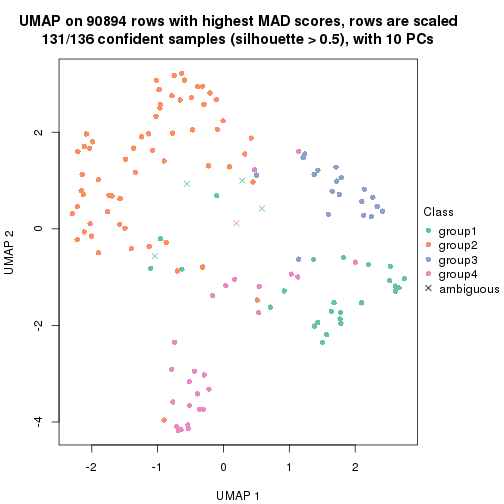 UMAP on 90894 rows with highest MAD scores, rows are scaled
131/136 confident samples (silhouette > 0.5), with 10 PCs
2
0
-2
-4
UMAP 2
-2
-1
0
1
2
UMAP 1
Class
group1
group2
group3
group4
ambiguous